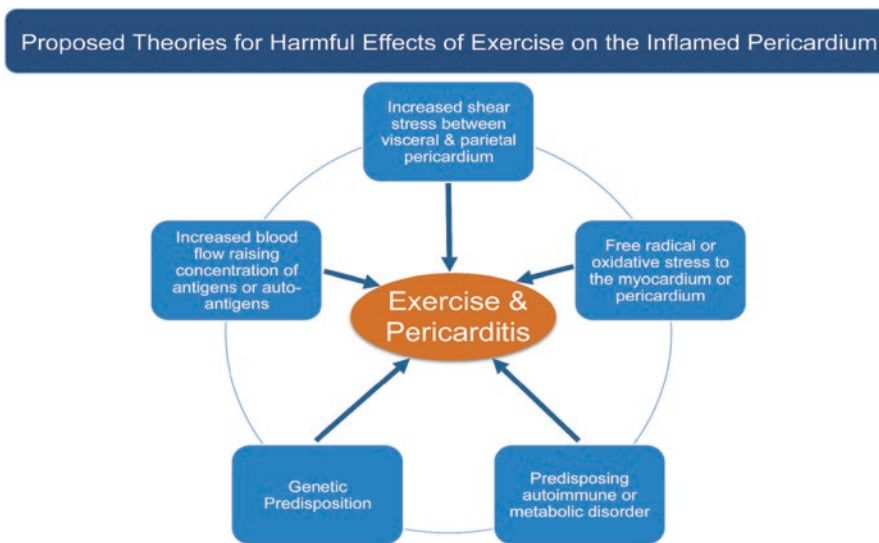 Proposed Theories for Harmful Effects of Exercise on the Inflamed Pericardium
Increased shear
stress between
visceral & parietal
pericardium
Increased blood
flow raising
concentration of
antigens or auto-
antigens
Free radical or
oxidative stress to
the myocardium or
pericardium
Exercise &
Pericarditis
Genetic
Predisposition
Predisposing
autoimmune or
metabolic disorder